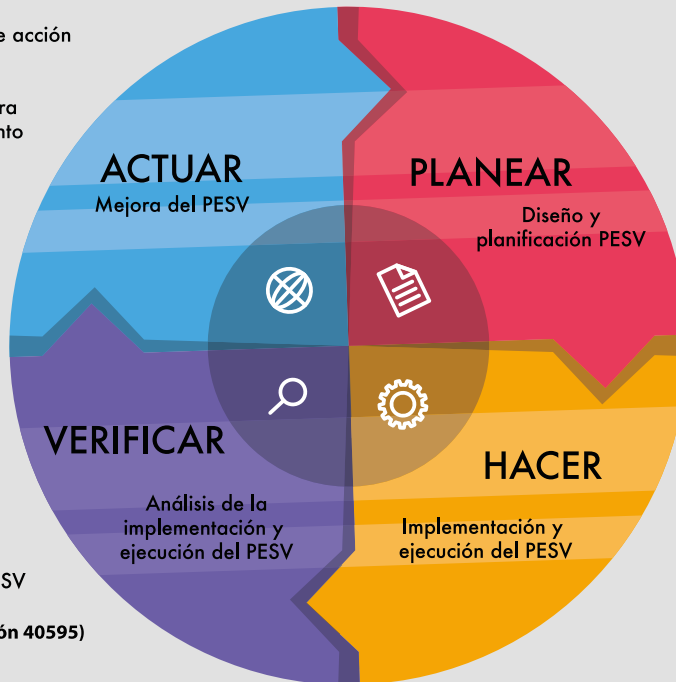 e acción
ra
nto
ACTUAR
Mejora del PESV
PLANEAR
Diseño y
planificación PESV
VERIFICAR
Análisis de la
implementación y
ejecución del PESV
HACER
Implementación y
ejecución del PESV
SV
ón 40595)